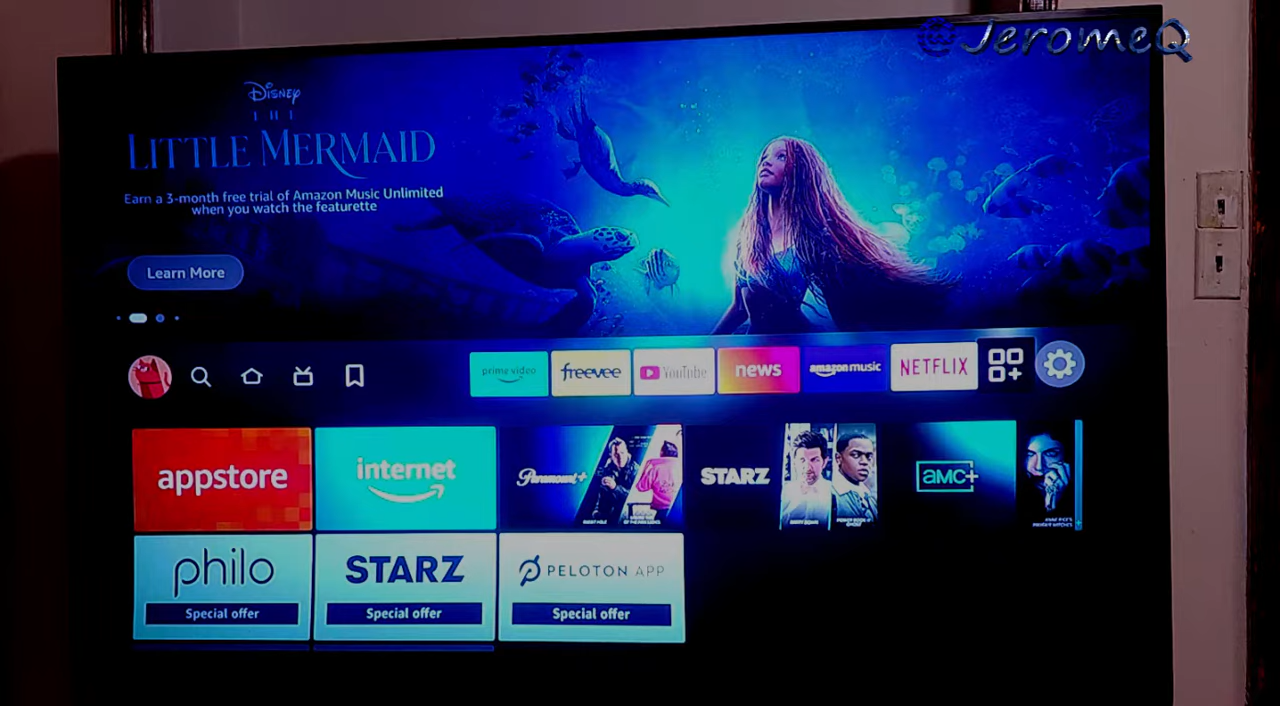 @JeromeQ
Disney
THE
LITTLE MERMAID
Earn a 3-month free trial of Amazon Music Unlimited
when you watch the featurette
Learn More
prime video
freevee
YouTube
news
amazon music
NETFLIX
appstore
internet
Paramount+
STARZ
amc+
philo
Special offer
STARZ
Special offer
PELOTON APP
Special offer